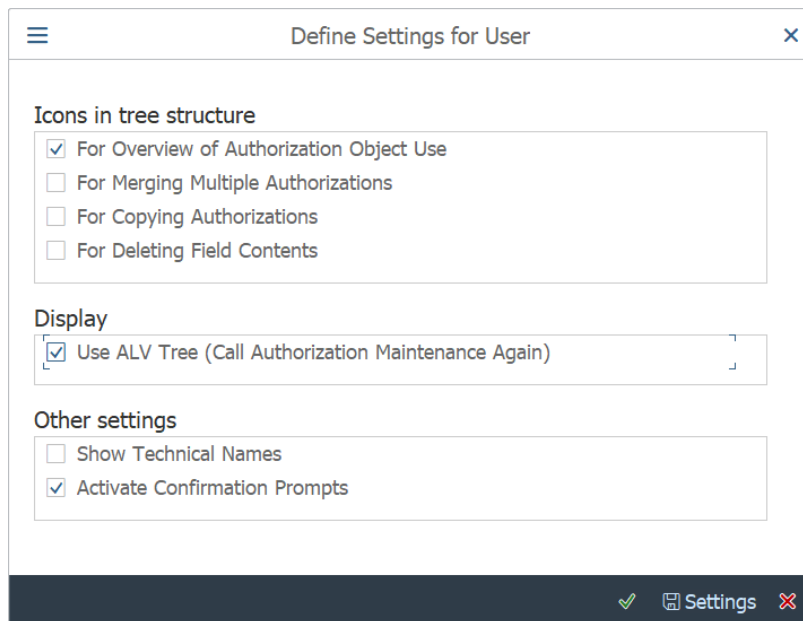 Define Settings for User
Icons in tree structure
For Overview of Authorization Object Use
For Merging Multiple Authorizations
For Copying Authorizations
For Deleting Field Contents
Display
Use ALV Tree (Call Authorization Maintenance Again)
Other settings
Show Technical Names
Activate Confirmation Prompts
Settings